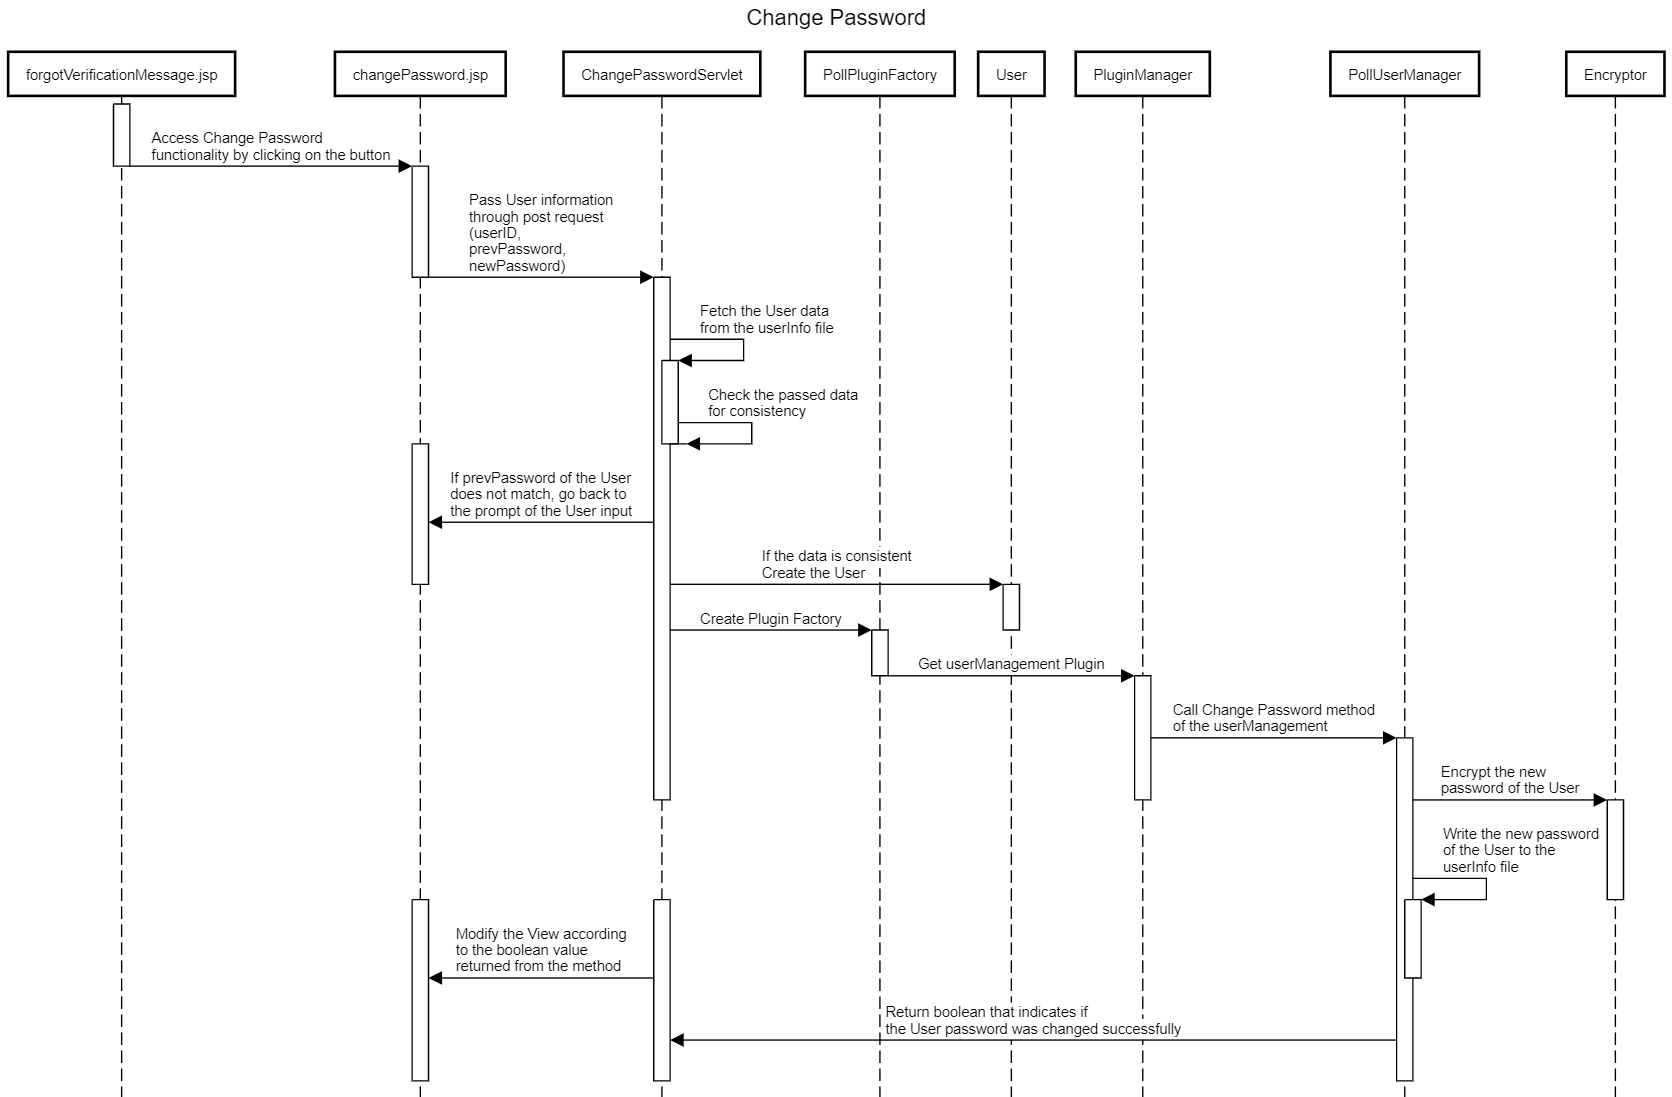 Change Password
forgotVerificationMessage.jsp
changePassword.jsp
ChangePasswordServlet
PollPluginFactory
User
PluginManager
PollUserManager
Encryptor
Access Change Password
functionality by clicking on the button
Pass User information
through post request
(userID,
prevPassword,
newPassword)
Fetch the User data
from the userInfo file
Check the passed data
for consistency
If prevPassword of the User
does not match, go back to
the prompt of the User input
If the data is consistent
Create the User
Create Plugin Factory
Get userManagement Plugin
Call Change Password method
of the userManagement
Encrypt the new
password of the User
Write the new password
of the User to the
userInfo file
Modify the View according
to the boolean value
returned from the method
Return boolean that indicates if
the User password was changed successfully